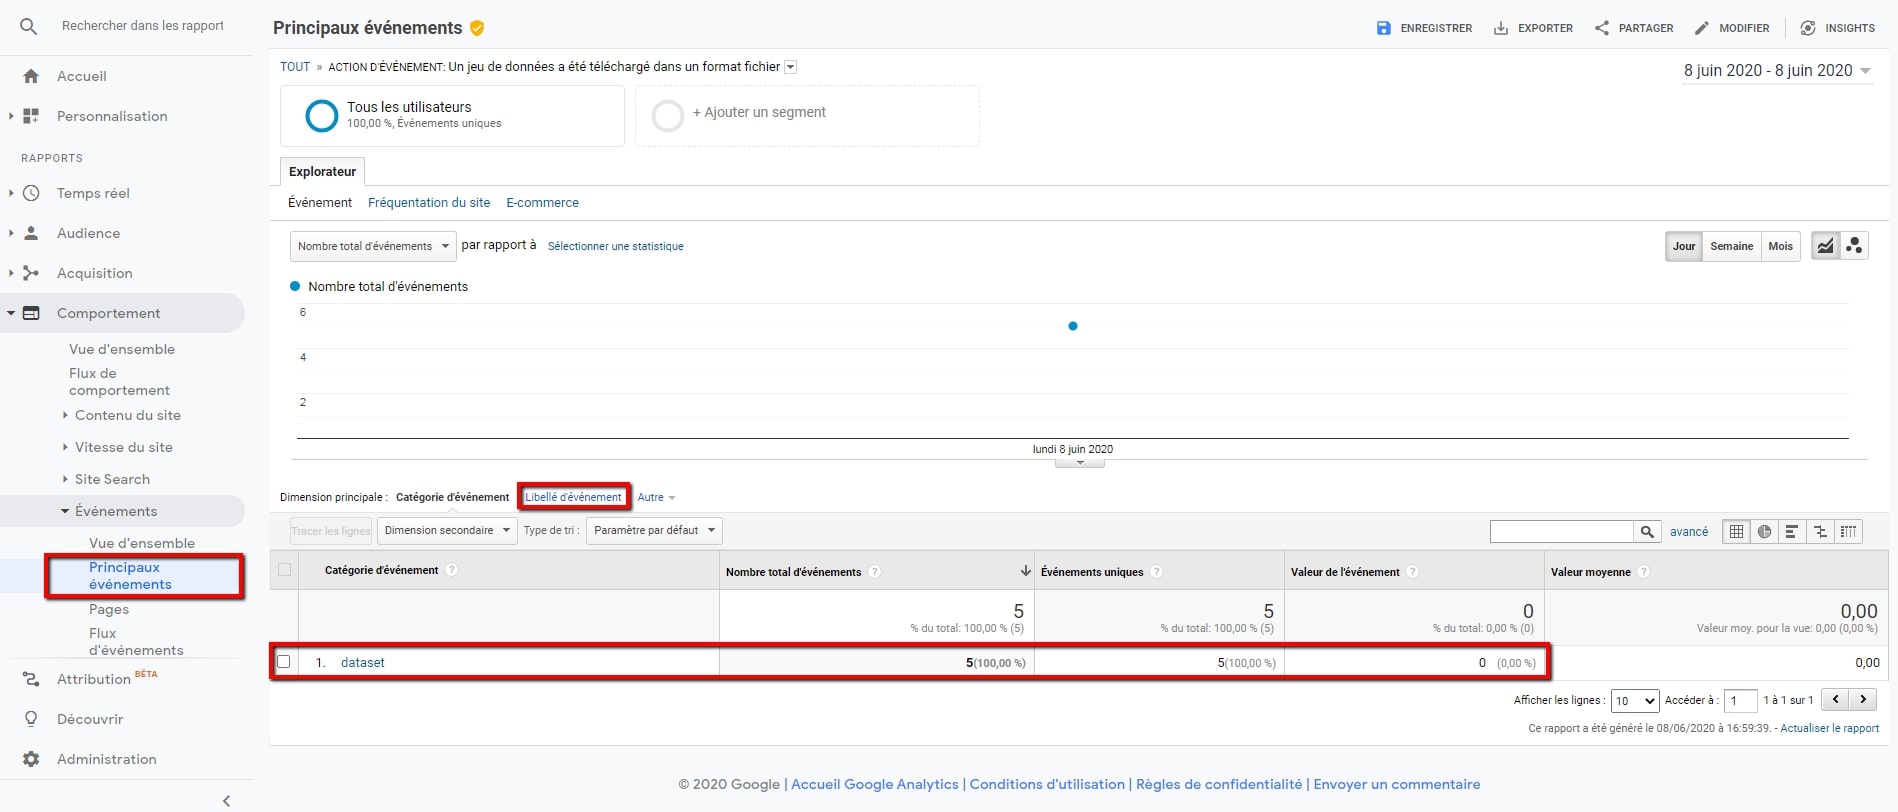 Rechercher dans les rapport
Accueil
Personnalisation
RAPPORTS
Temps réel
Audience
Acquisition
Comportement
Vue d'ensemble
Flux de
comportement
Contenu du site
Vitesse du site
Site Search
Événements
Vue d'ensemble
Principaux
événements
Pages
Flux
d'événements
Attribution BÊTA
Découvrir
Administration
Principaux événements
ENREGISTRER EXPORTER PARTAGER MODIFIER INSIGHTS
TOUT » ACTION D'ÉVÉNEMENT: Un jeu de données a été téléchargé dans un format fichier
8 juin 2020 - 8 juin 2020
Tous les utilisateurs
100,00 %, Événements uniques
+ Ajouter un segment
Explorateur
Événement Fréquentation du site E-commerce
Nombre total d'événements par rapport à Sélectionner une statistique
Jour Semaine Mois
Nombre total d'événements
6
4
2
lundi 8 juin 2020
Dimension principale : Catégorie d'événement Libellé d'événement Autre
Tracer les lignes Dimension secondaire Type de tri : Paramètre par défaut
avancé
Catégorie d'événement ? Nombre total d'événements ? Événements uniques ? Valeur de l'événement ? Valeur moyenne ?
5 5 0 0,00
% du total: 100,00 % (5) % du total: 100,00 % (5) % du total: 0,00 % (0) Valeur moy. pour la vue: 0,00 (0,00 %)
1. dataset 5(100,00 %) 5(100,00 %) 0 (0,00 %) 0,00
Afficher les lignes : 10 Accéder à : 1 1 à 1 sur 1
Ce rapport a été généré le 08/06/2020 à 16:59:39. - Actualiser le rapport
© 2020 Google | Accueil Google Analytics | Conditions d'utilisation | Règles de confidentialité | Envoyer un commentaire